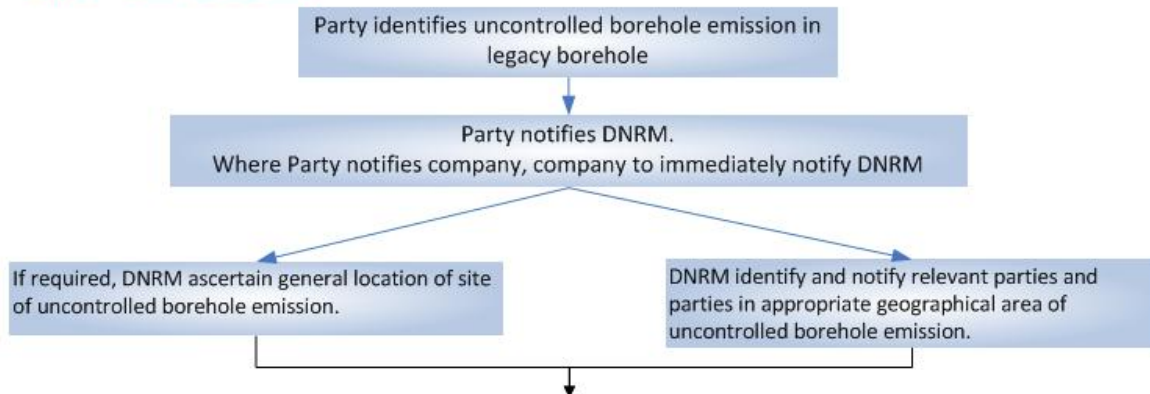 Party identifies uncontrolled borehole emission in
legacy borehole
Party notifies DNRM.
Where Party notifies company, company to immediately notify DNRM
If required, DNRM ascertain general location of site
of uncontrolled borehole emission.
DNRM identify and notify relevant parties and
parties in appropriate geographical area of
uncontrolled borehole emission.